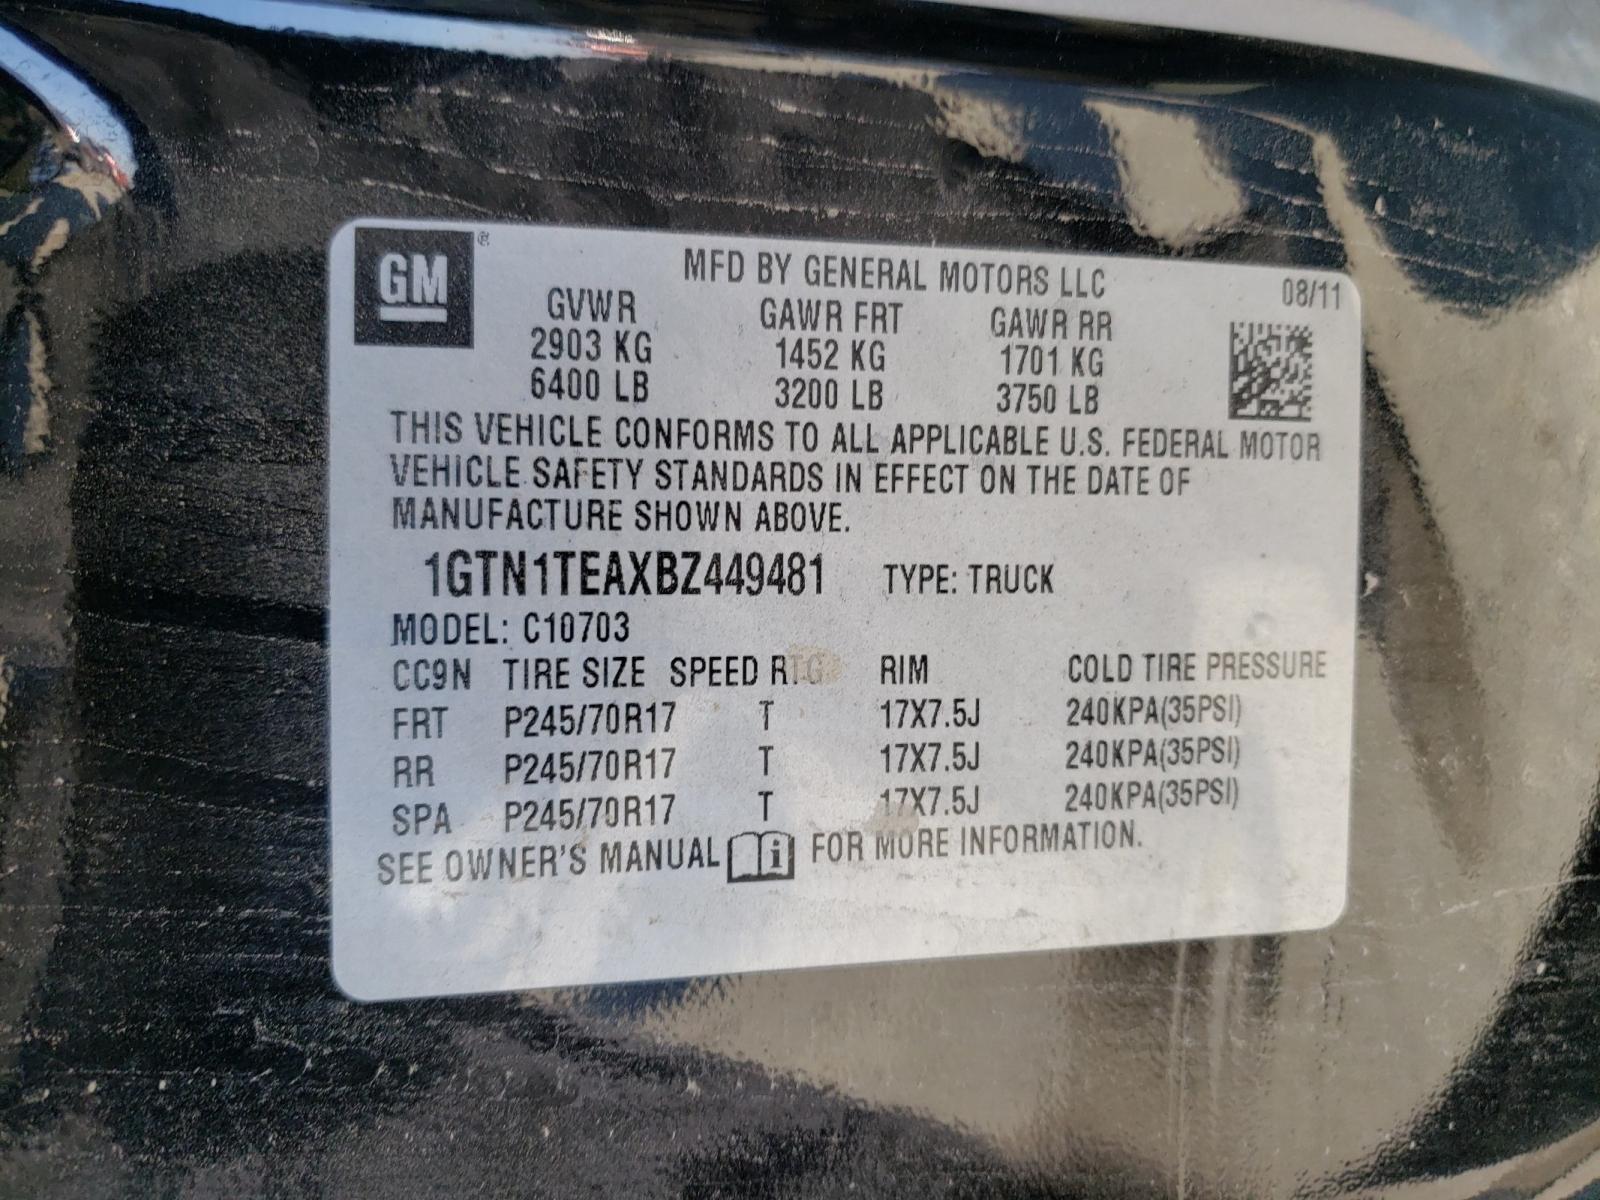 GM ®
MFD BY GENERAL MOTORS LLC 08/11
GVWR GAWR FRT GAWR RR
2903 KG 1452 KG 1701 KG
6400 LB 3200 LB 3750 LB
THIS VEHICLE CONFORMS TO ALL APPLICABLE U.S. FEDERAL MOTOR
VEHICLE SAFETY STANDARDS IN EFFECT ON THE DATE OF
MANUFACTURE SHOWN ABOVE.
1GTN1TEAXBZ449481 TYPE: TRUCK
MODEL: C10703
CC9N TIRE SIZE SPEED RTG RIM COLD TIRE PRESSURE
FRT P245/70R17 T 17X7.5J 240KPA(35PSI)
RR P245/70R17 T 17X7.5J 240KPA(35PSI)
SPA P245/70R17 T 17X7.5J 240KPA(35PSI)
SEE OWNER'S MANUAL i FOR MORE INFORMATION.